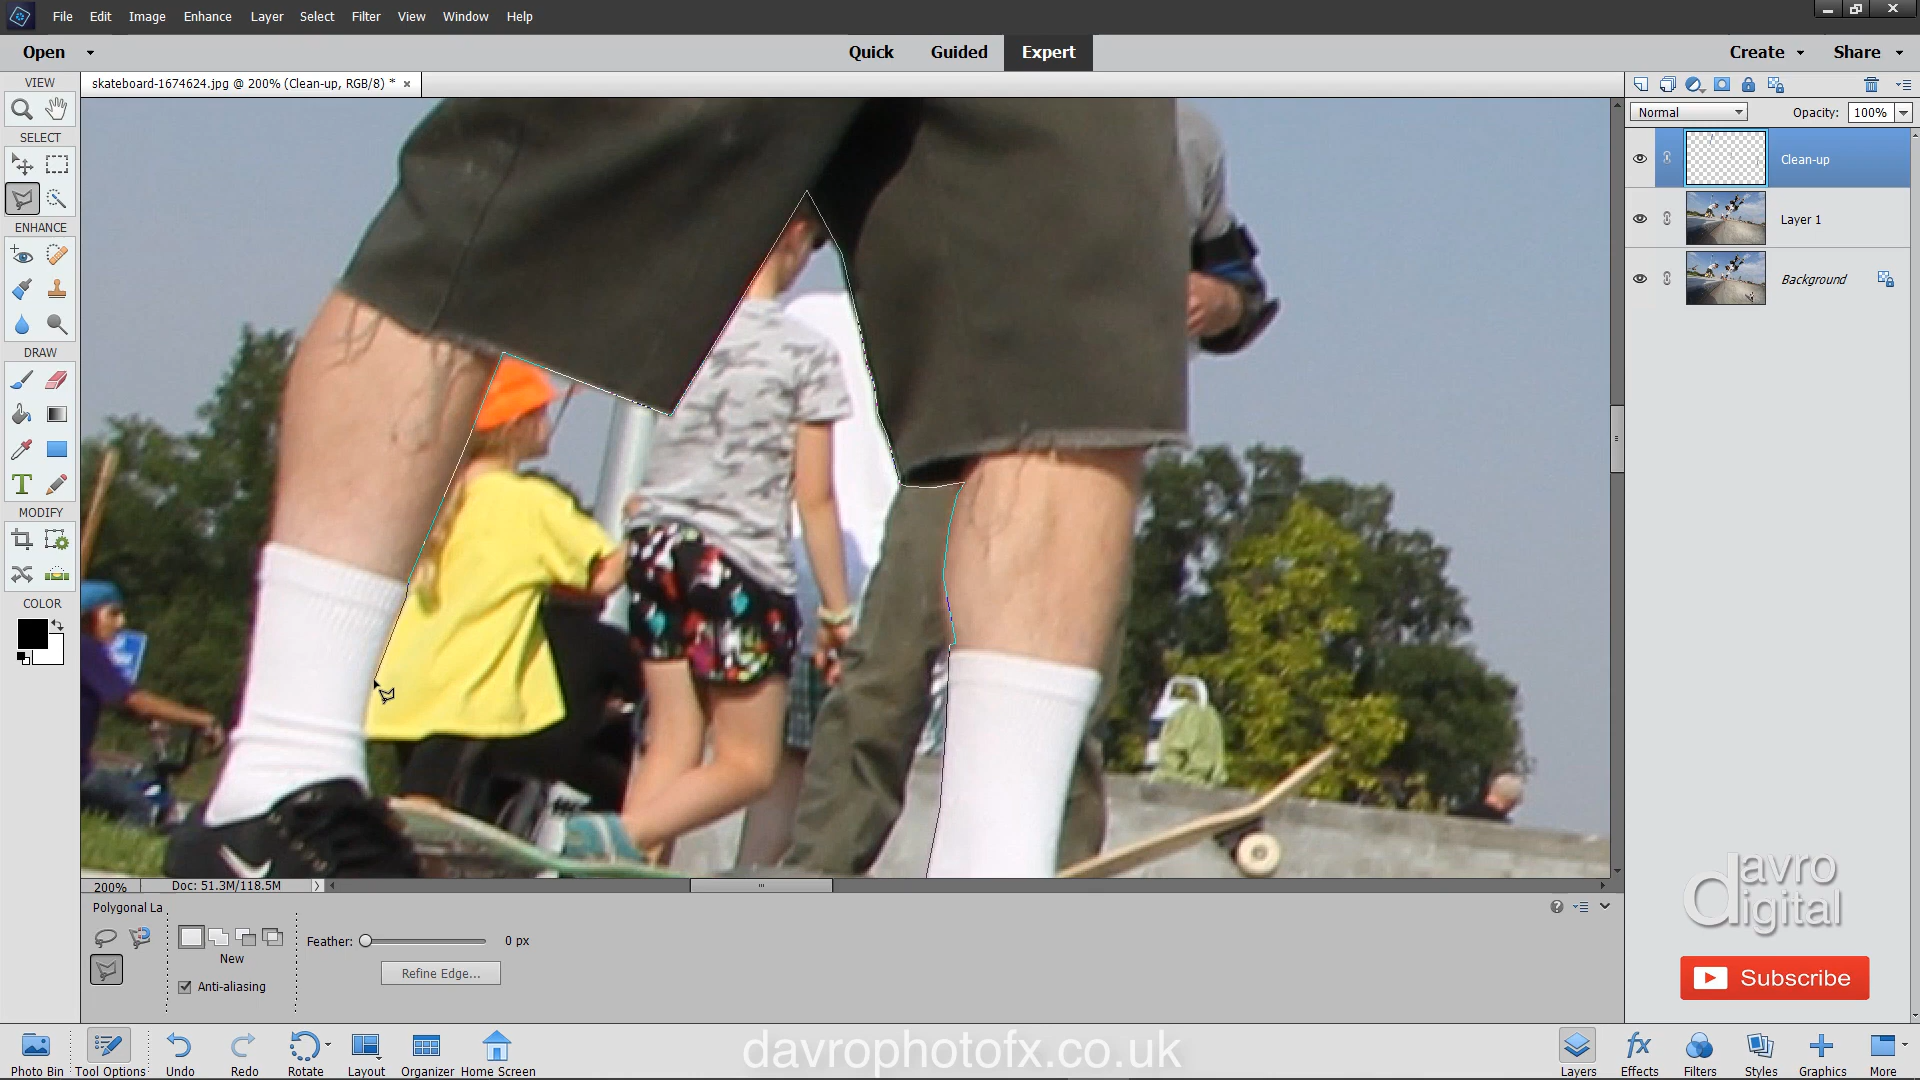 File Edit Image Enhance Layer Select Filter View Window Help
Open Quick Guided Expert Create Share
VIEW
skateboard-1674624.jpg @ 200% (Clean-up, RGB/8) * ×
Normal Opacity: 100%
SELECT
Clean-up
Layer 1
ENHANCE
Background
DRAW
T
MODIFY
COLOR
200% Doc: 51.3M/118.5M
davro
digital
Polygonal La
Feather: 0 px
New
Refine Edge...
Anti-aliasing
Subscribe
davrophotofx.co.uk
Photo Bin Tool Options Undo Redo Rotate Layout Organizer Home Screen
fx
Layers Effects Filters Styles Graphics More